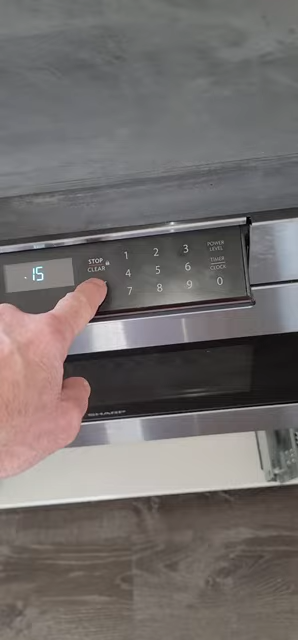 :15
STOP
CLEAR
1 2 3
4 5 6
7 8 9 0
POWER
LEVEL
TIMER
CLOCK
SHARP